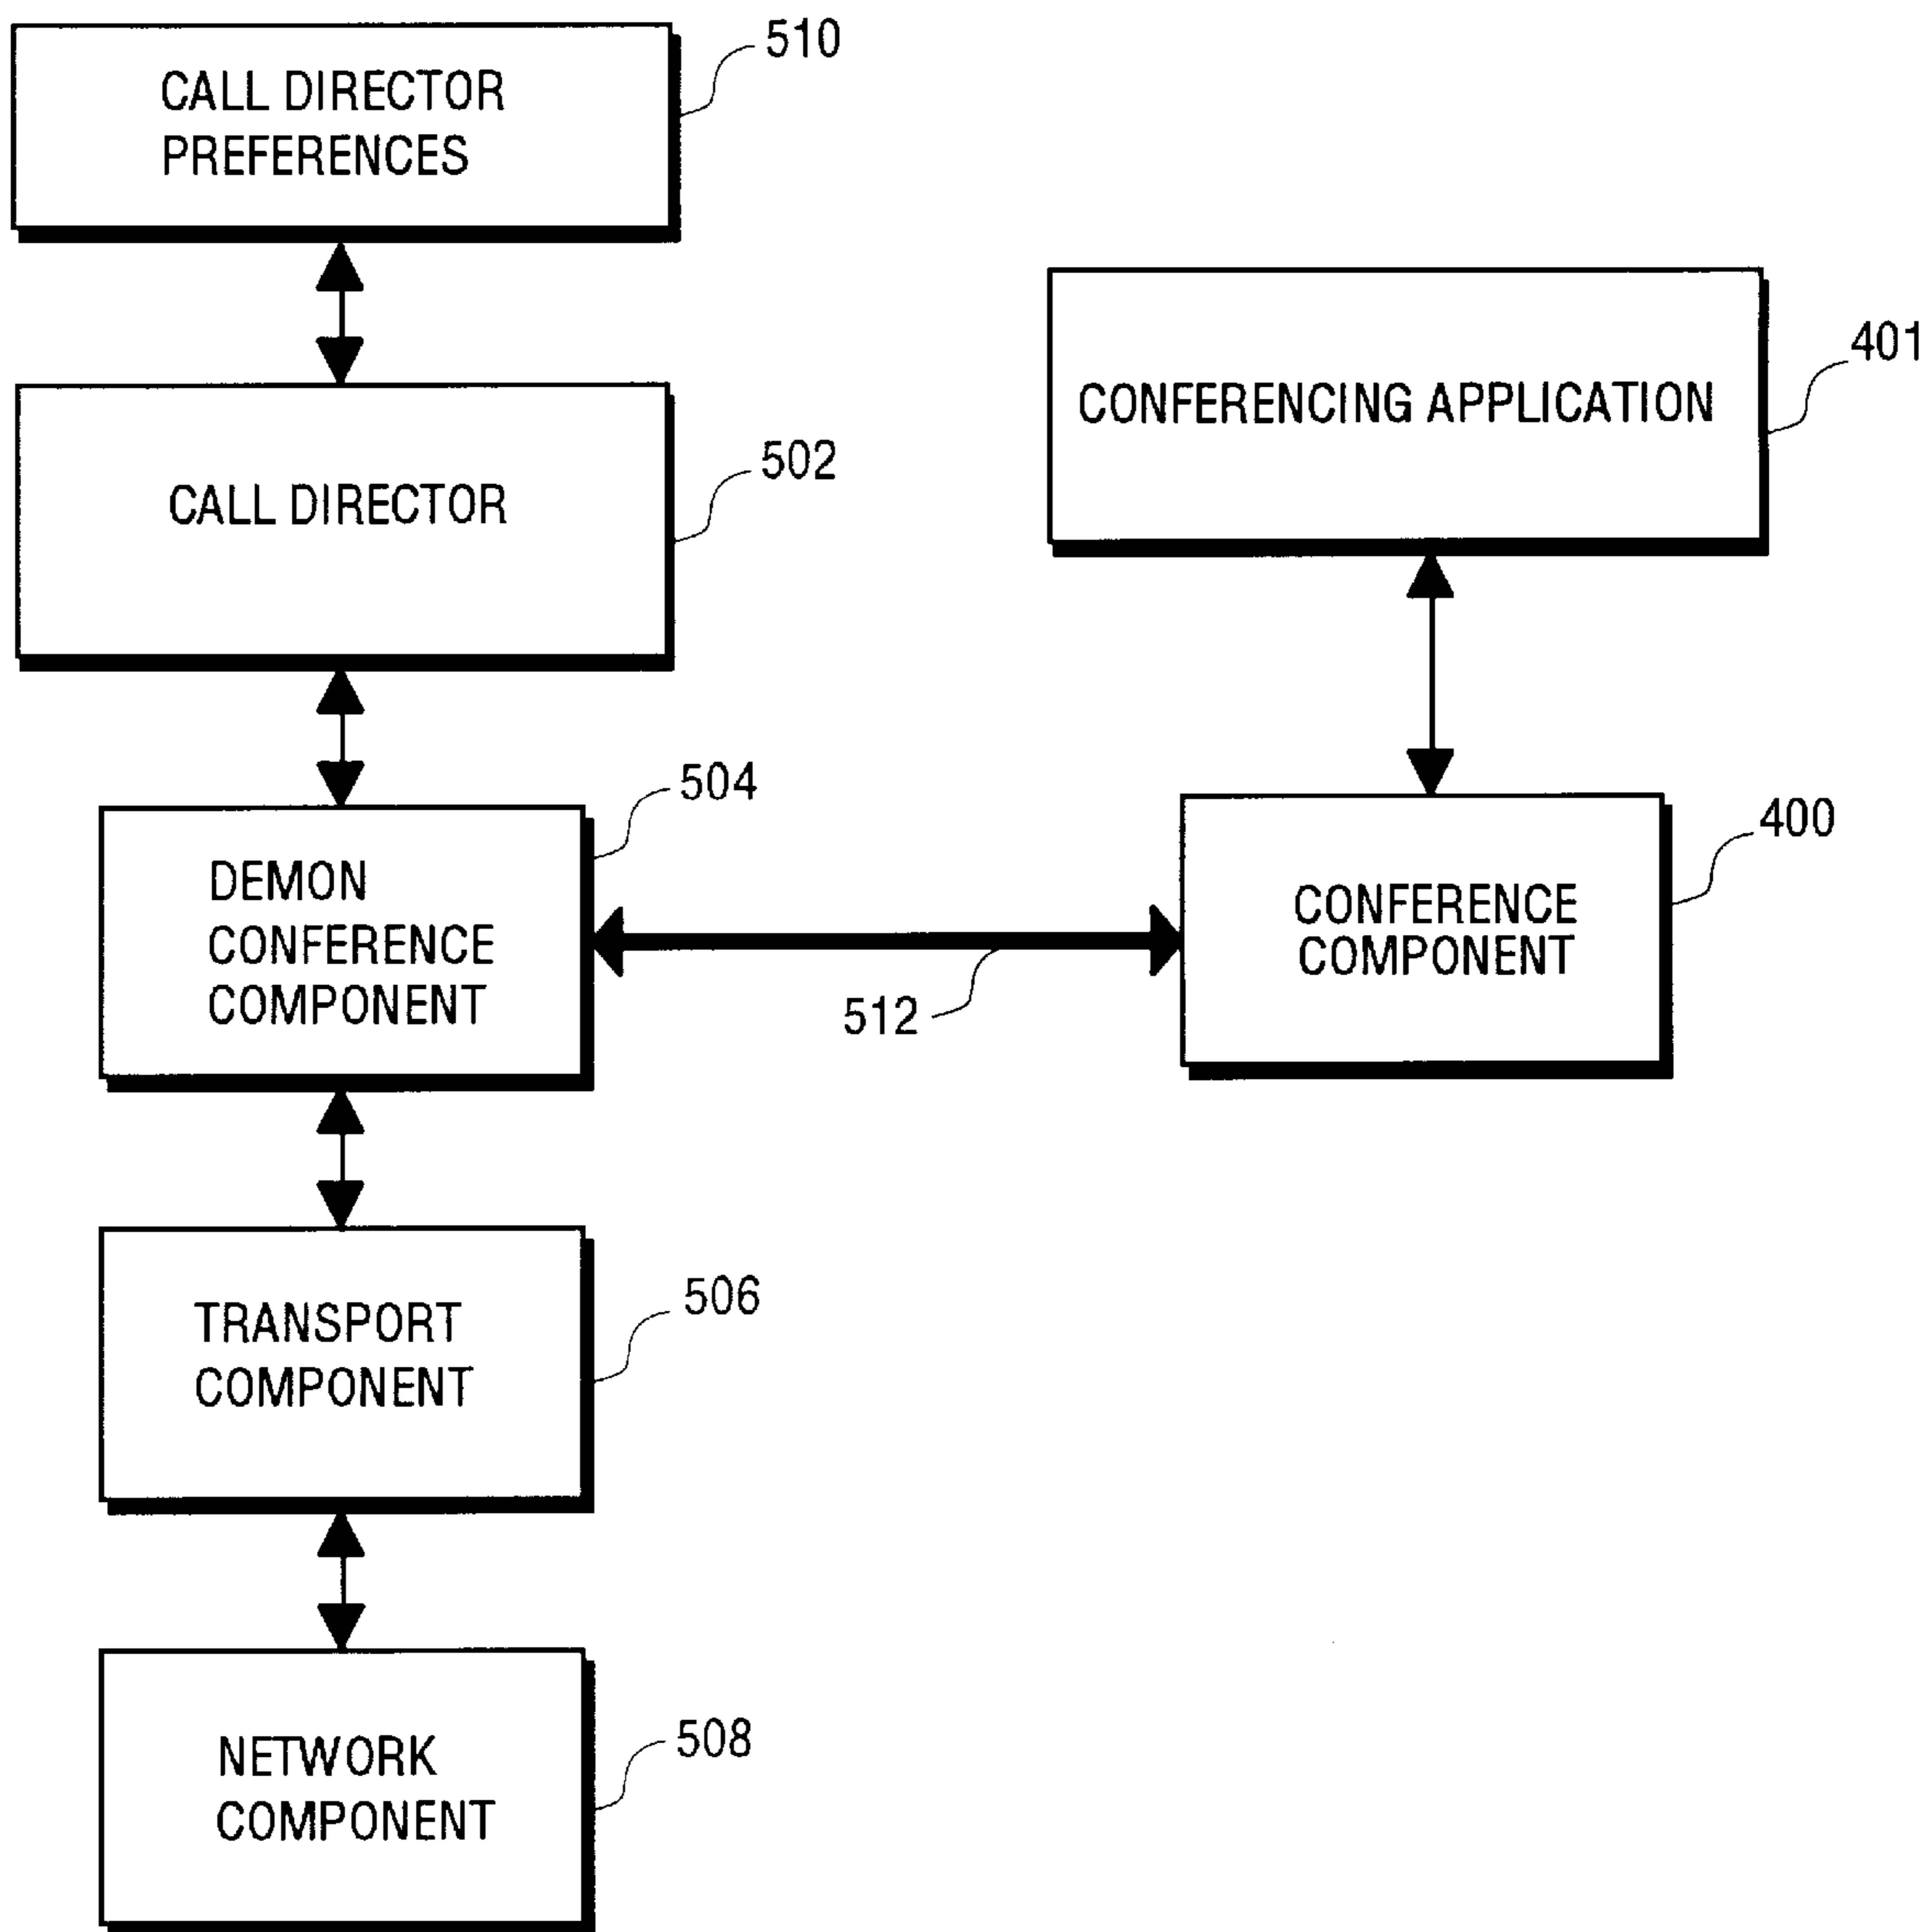 510
CALL DIRECTOR
PREFERENCES
401
CONFERENCING APPLICATION
502
CALL DIRECTOR
504
DEMON
CONFERENCE
COMPONENT
400
CONFERENCE
COMPONENT
512
506
TRANSPORT
COMPONENT
508
NETWORK
COMPONENT